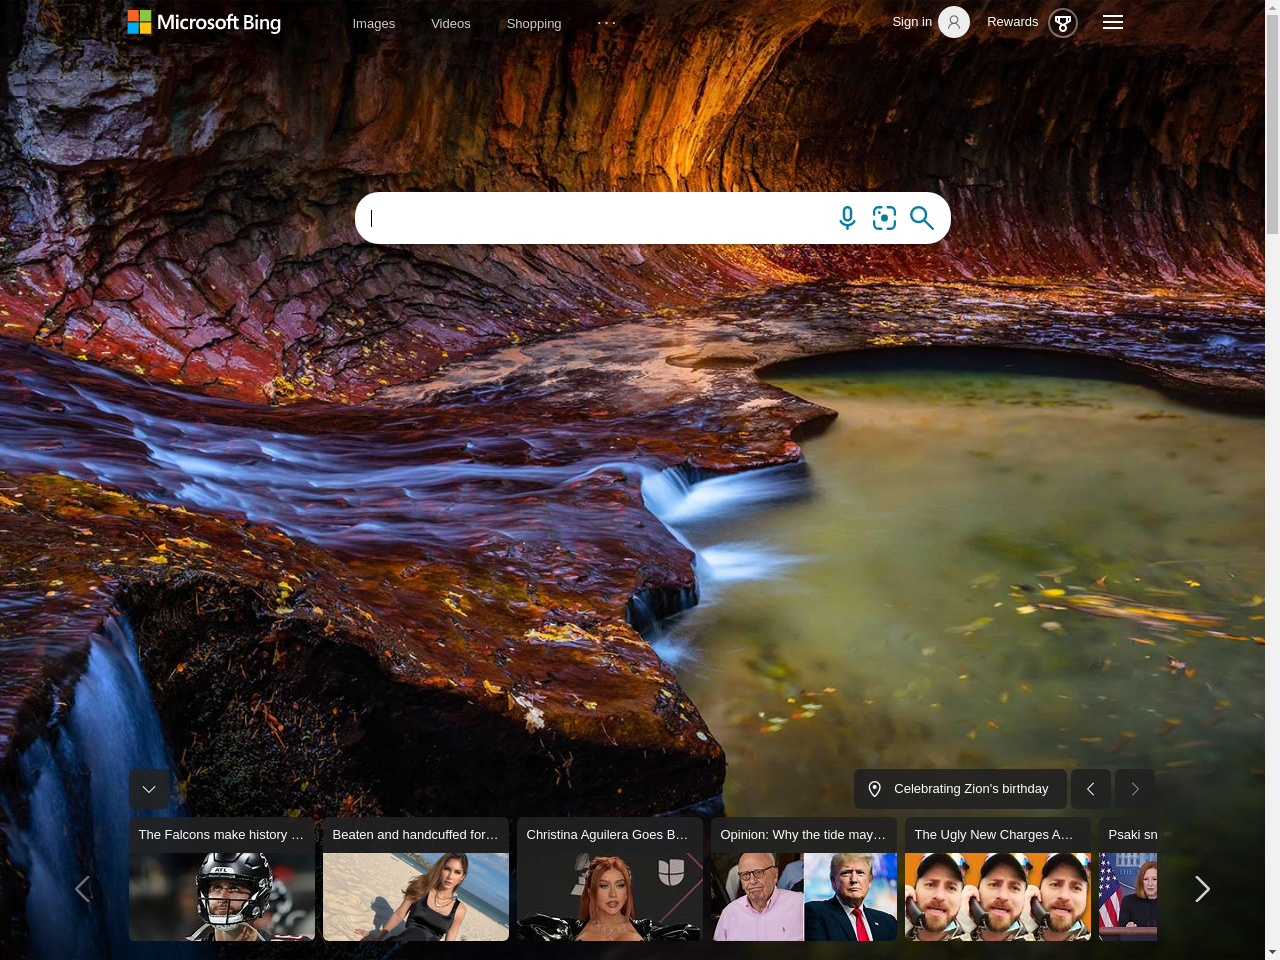 Microsoft Bing
Images
Videos
Shopping
...
Sign in
Rewards
Celebrating Zion's birthday
The Falcons make history …
Beaten and handcuffed for…
Christina Aguilera Goes B…
Opinion: Why the tide may…
The Ugly New Charges A…
Psaki sn
ATL